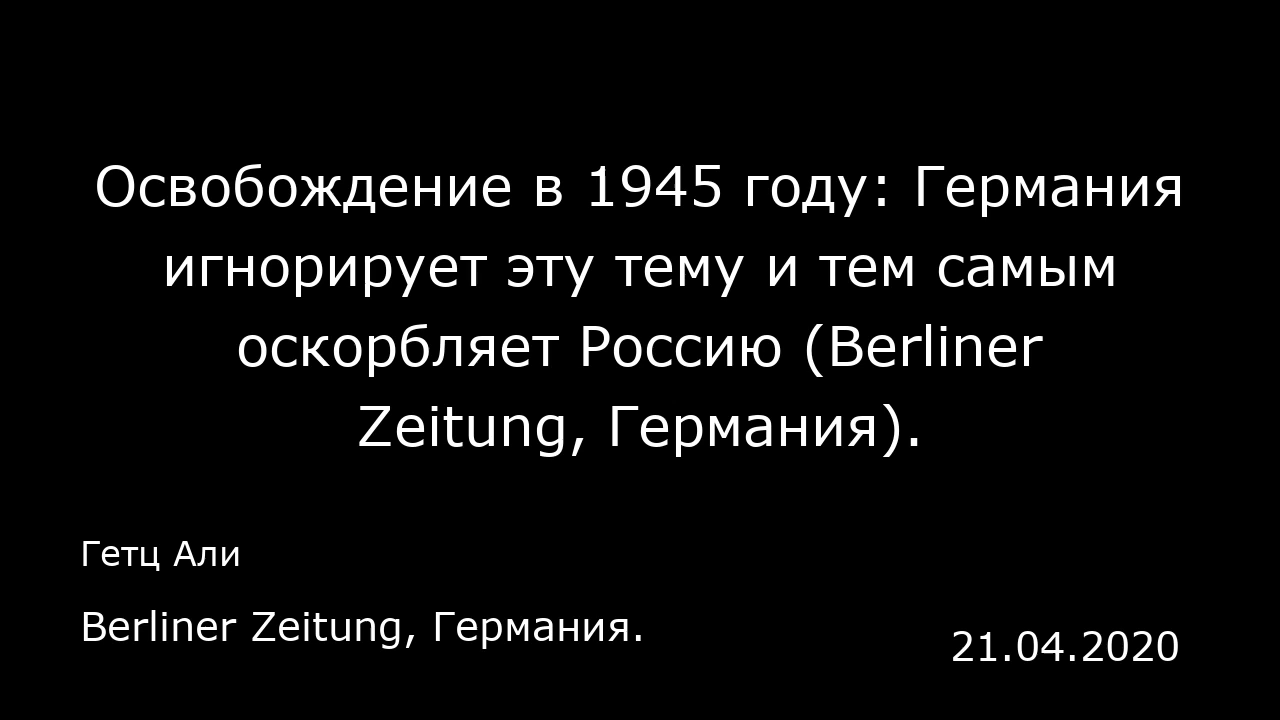 Освобождение в 1945 году: Германия
игнорирует эту тему и тем самым
оскорбляет Россию (Berliner
Zeitung, Германия).
Гетц Али
Berliner Zeitung, Германия.
21.04.2020